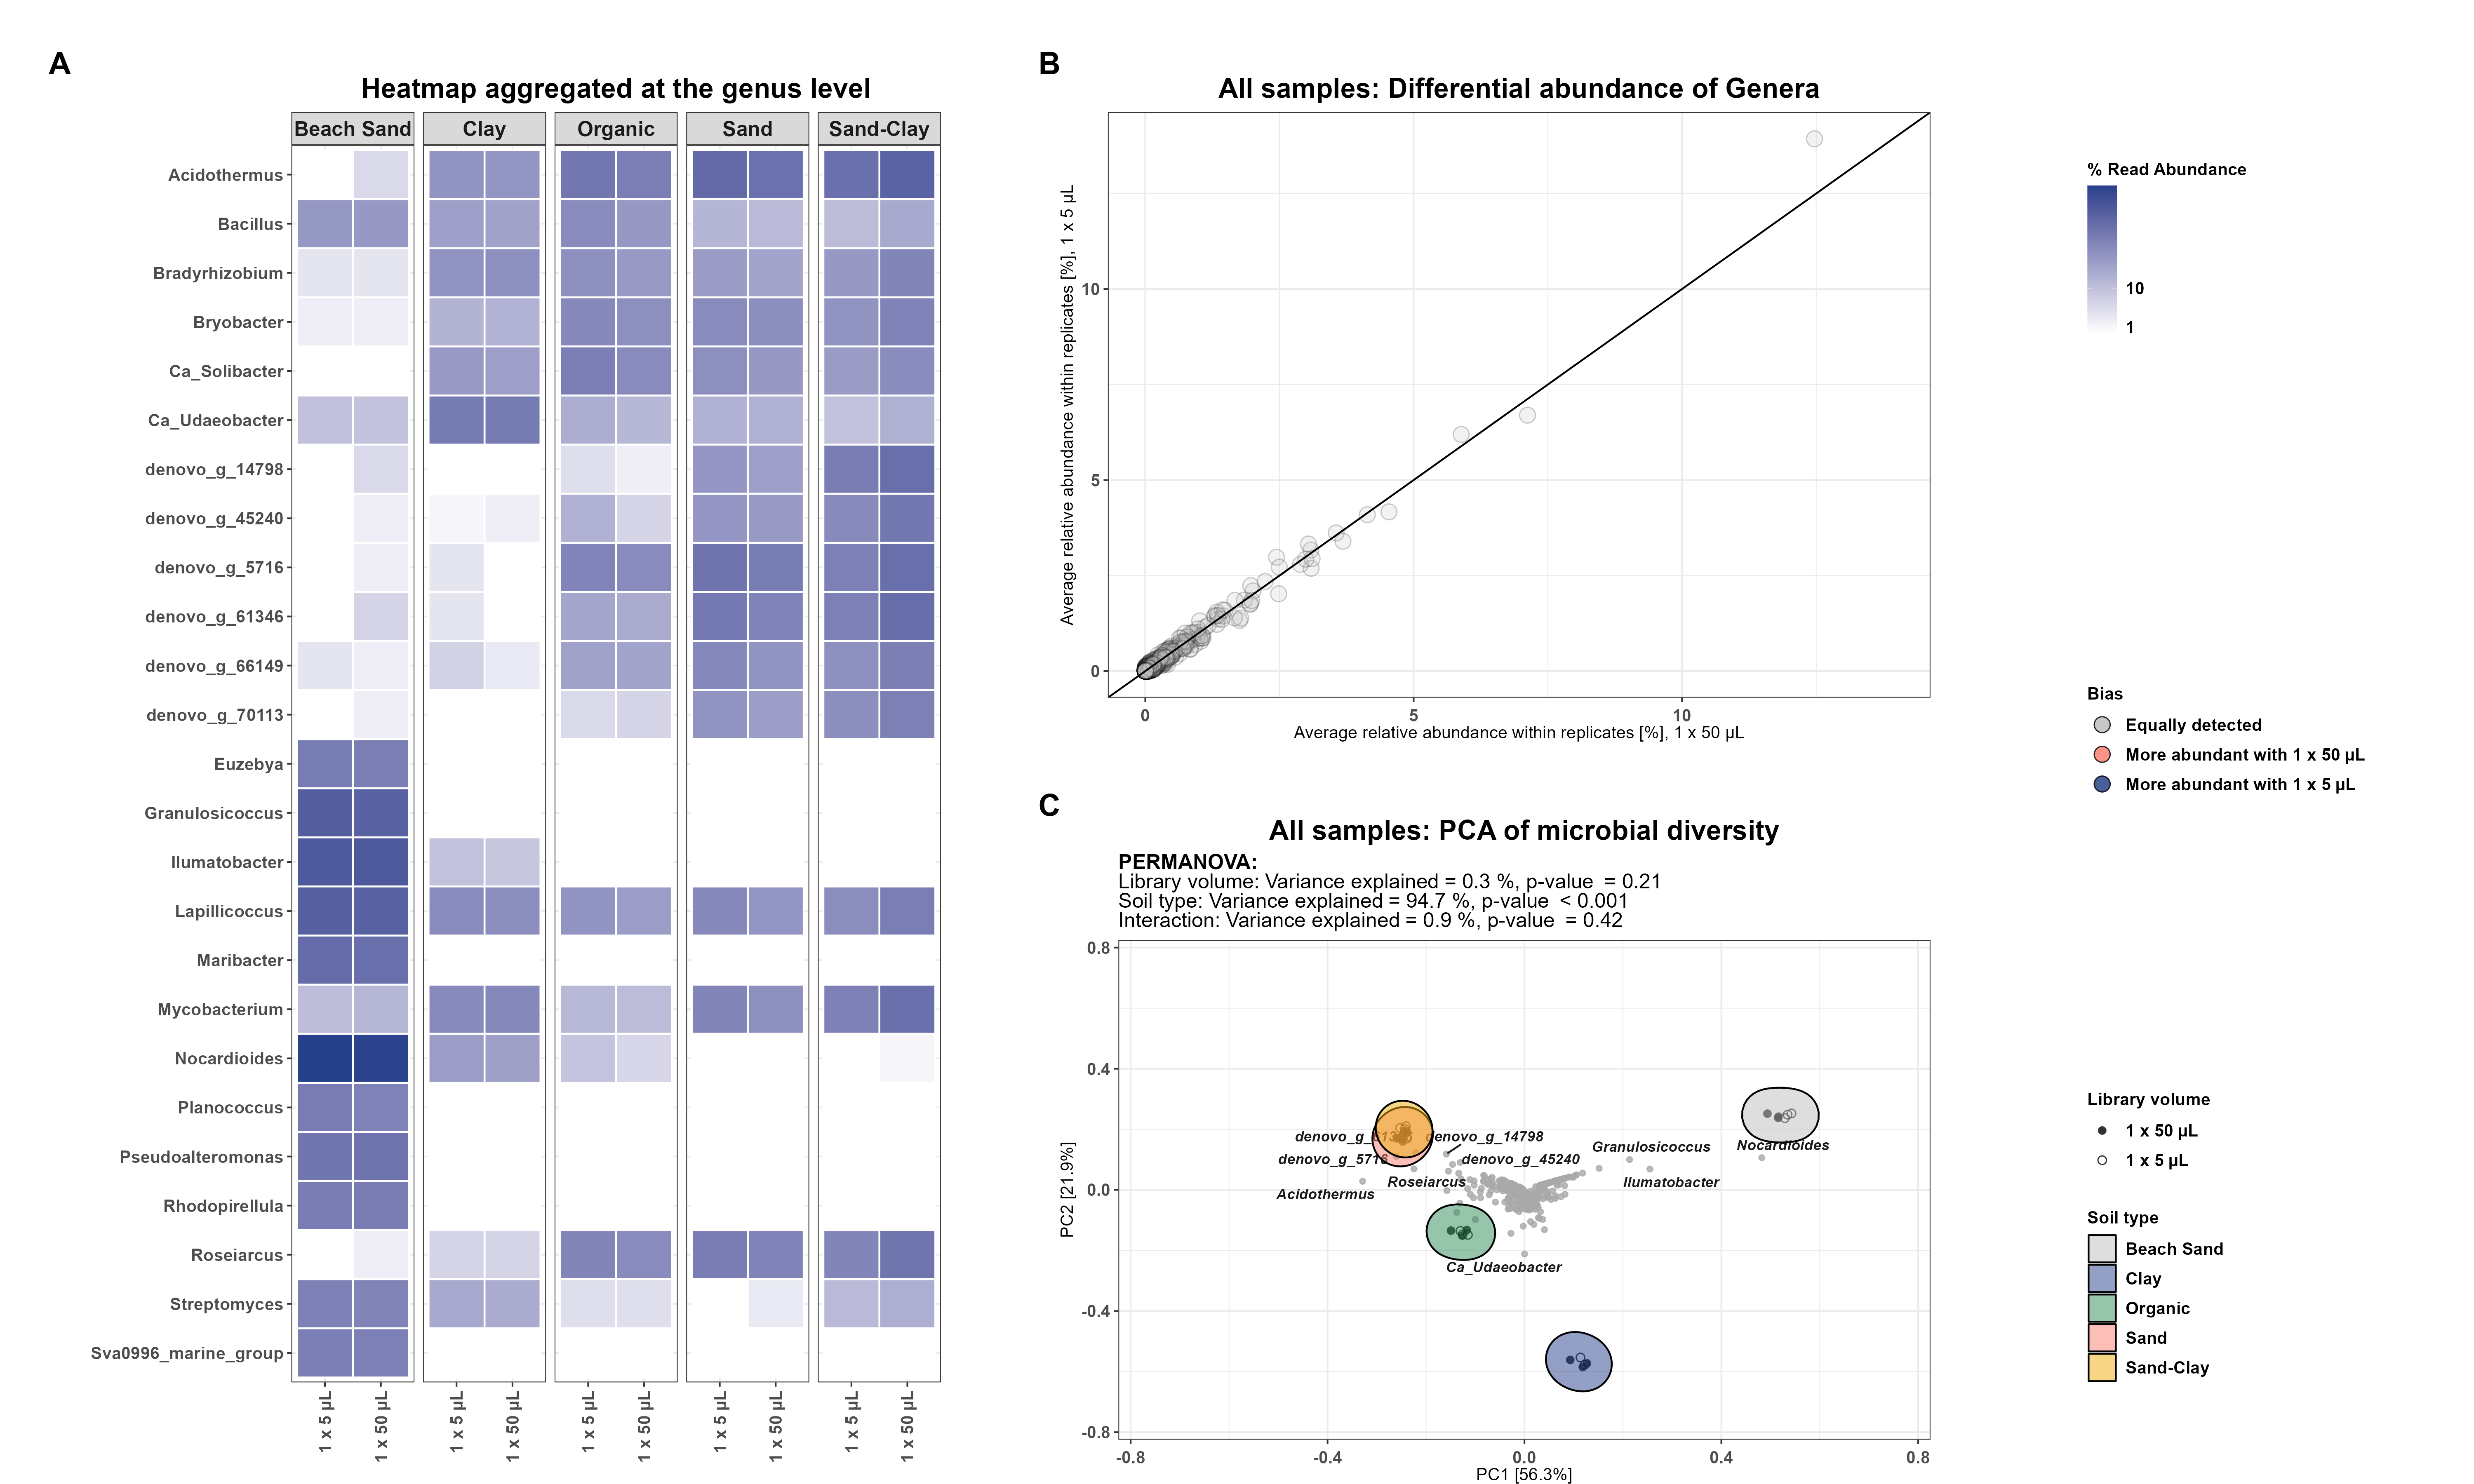 A
Heatmap aggregated at the genus level
Beach Sand
Clay
Organic
Sand
Sand-Clay
Acidothermus
Bacillus
Bradyrhizobium
Bryobacter
Ca_Solibacter
Ca_Udaeobacter
denovo_g_14798
denovo_g_45240
denovo_g_5716
denovo_g_61346
denovo_g_66149
denovo_g_70113
Euzebya
Granulosicoccus
Ilumatobacter
Lapillicoccus
Maribacter
Mycobacterium
Nocardioides
Planococcus
Pseudoalteromonas
Rhodopirellula
Roseiarcus
Streptomyces
Sva0996_marine_group
1 x 5 µL
1 x 50 µL
1 x 5 µL
1 x 50 µL
1 x 5 µL
1 x 50 µL
1 x 5 µL
1 x 50 µL
1 x 5 µL
1 x 50 µL
B
All samples: Differential abundance of Genera
Average relative abundance within replicates [%], 1 x 5 µL
10
5
0
0
5
10
Average relative abundance within replicates [%], 1 x 50 µL
C
All samples: PCA of microbial diversity
PERMANOVA:
Library volume: Variance explained = 0.3 %, p-value = 0.21
Soil type: Variance explained = 94.7 %, p-value < 0.001
Interaction: Variance explained = 0.9 %, p-value = 0.42
PC2 [21.9%]
0.8
0.4
0.0
-0.4
-0.8
denovo_g_14798
Granulosicoccus
Nocardioides
denovo_g_5716
denovo_g_45240
Acidothermus
Roseiarcus
Ilumatobacter
Ca_Udaeobacter
-0.8
-0.4
0.0
0.4
0.8
PC1 [56.3%]
% Read Abundance
10
1
Bias
Equally detected
More abundant with 1 x 50 µL
More abundant with 1 x 5 µL
Library volume
1 x 50 µL
1 x 5 µL
Soil type
Beach Sand
Clay
Organic
Sand
Sand-Clay